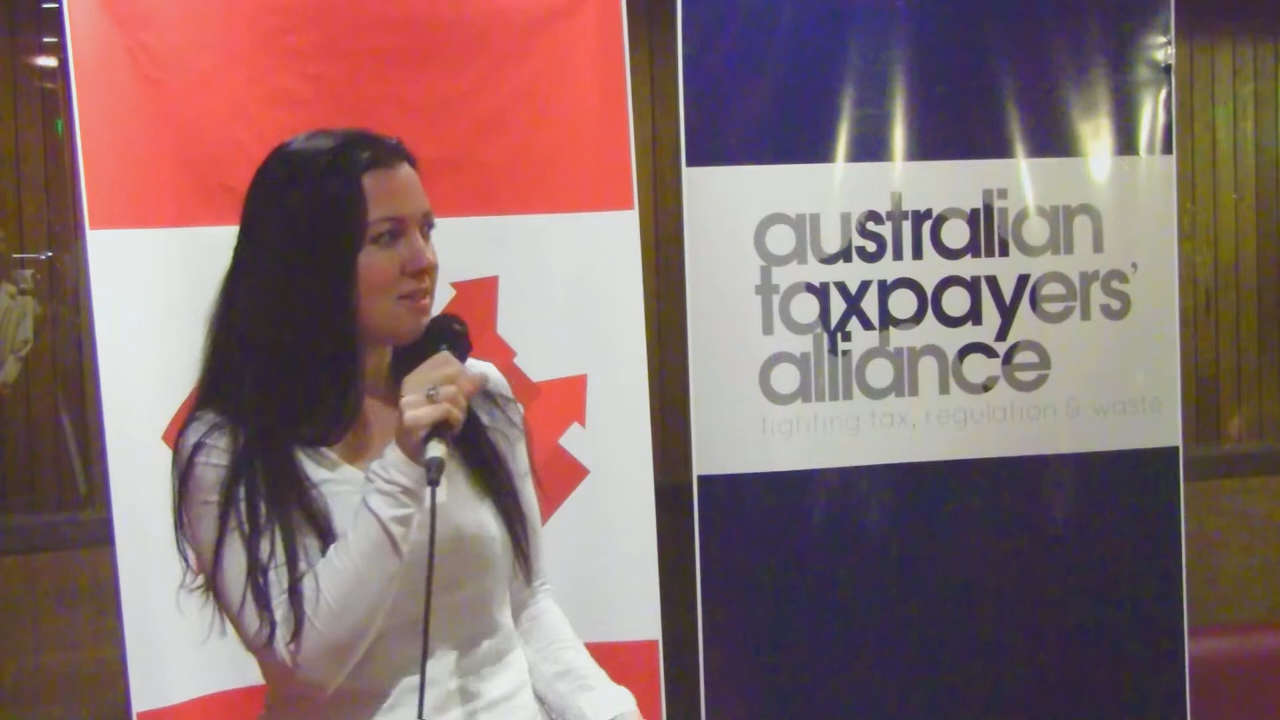 australian
taxpayers'
alliance
fighting tax, regulation & waste